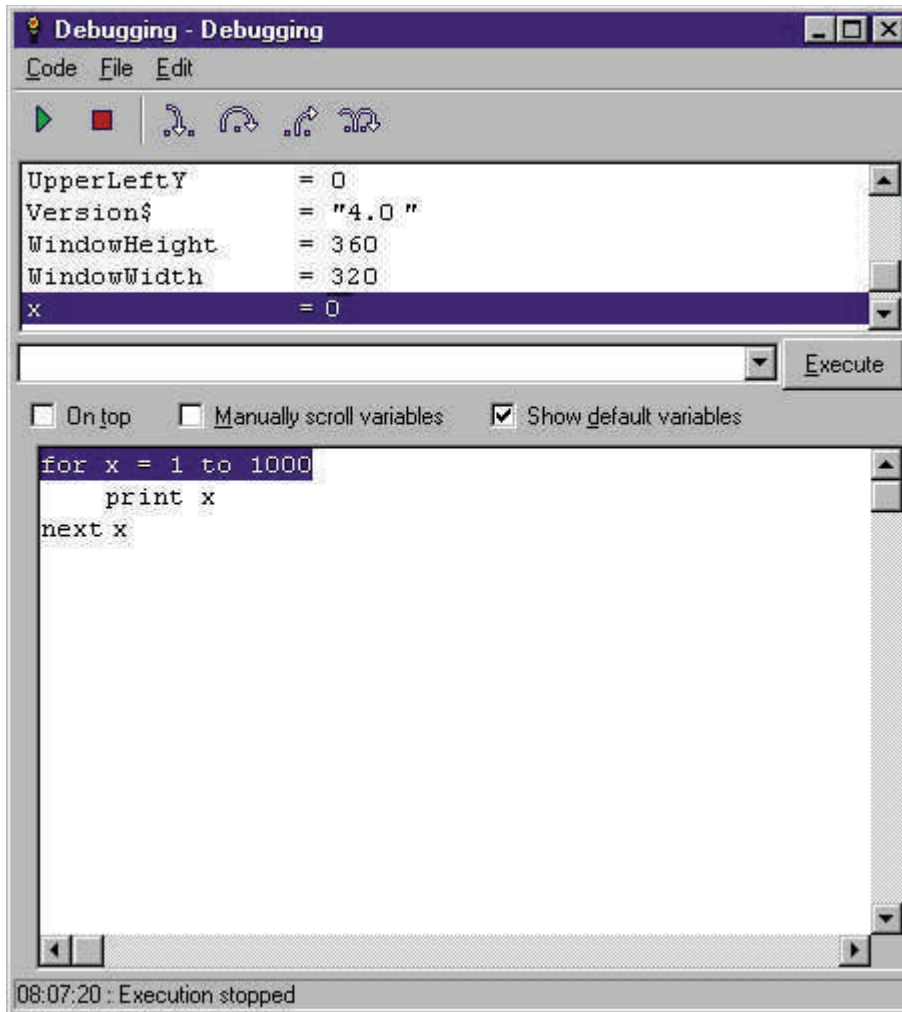 Debugging - Debugging
Code File Edit
UpperLeftY = 0
Version$ = "4.0 "
WindowHeight = 360
WindowWidth = 320
x = 0
Execute
On top Manually scroll variables Show default variables
for x = 1 to 1000
    print x
next x
08:07:20 : Execution stopped